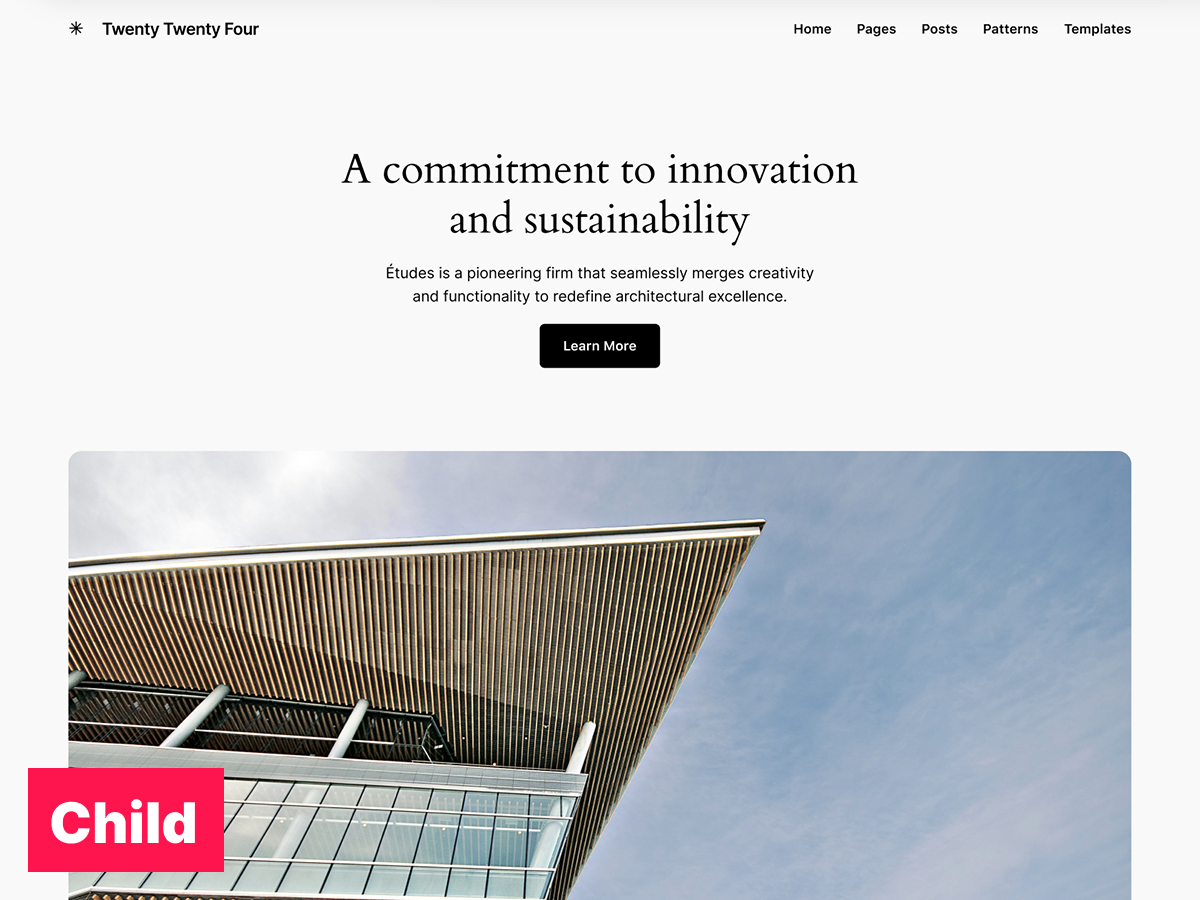 Twenty Twenty Four
Home Pages Posts Patterns Templates
A commitment to innovation
and sustainability
Études is a pioneering firm that seamlessly merges creativity
and functionality to redefine architectural excellence.
Learn More
Child